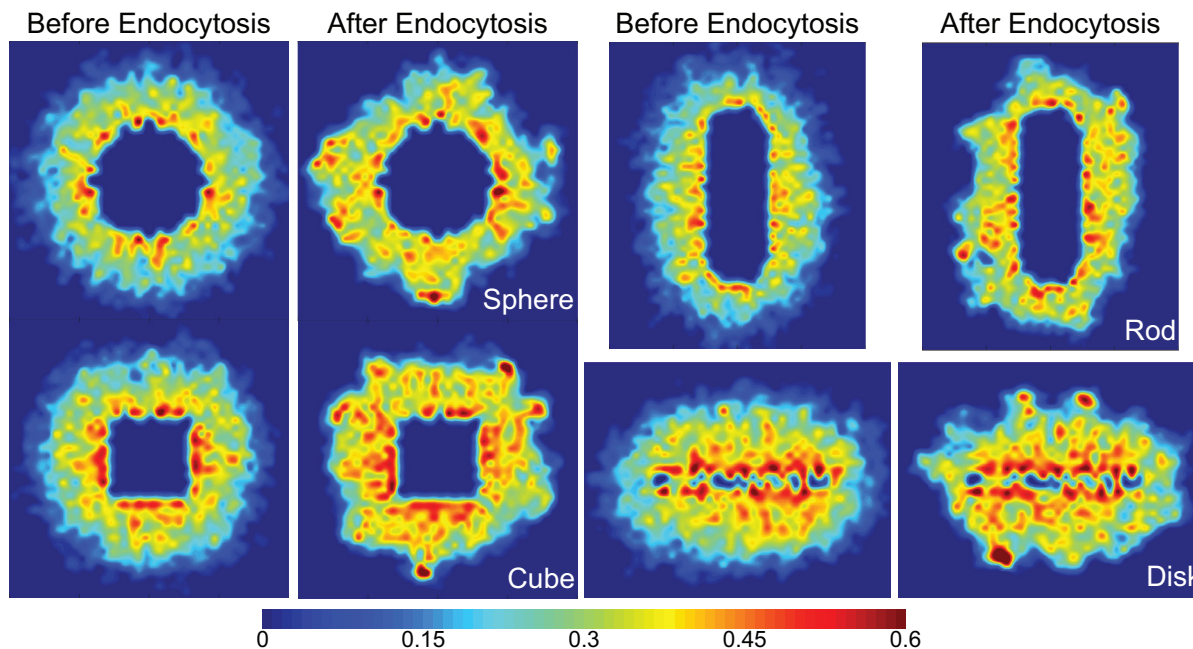 Before Endocytosis After Endocytosis Before Endocytosis After Endocytosis
Sphere
Rod
Cube
Disk
0 0.15 0.3 0.45 0.6